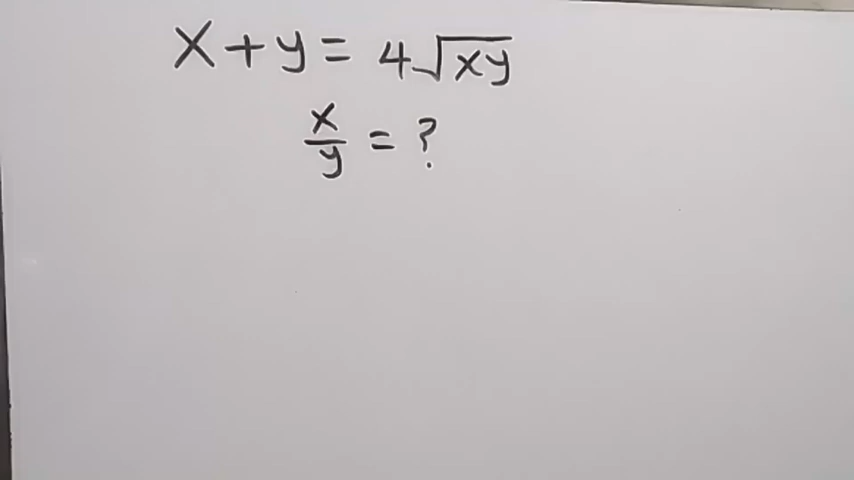 x + y = 4√xy
x/y = ?